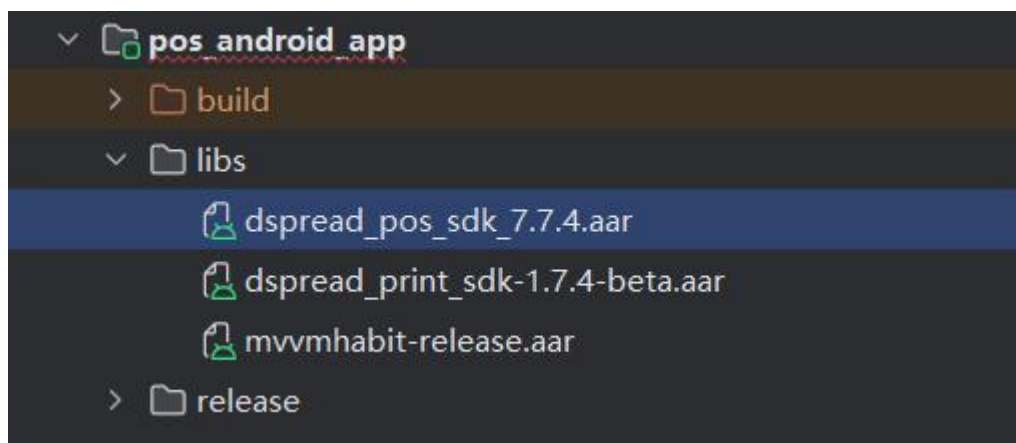 pos_android_app
build
libs
dspread_pos_sdk_7.7.4.aar
dspread_print_sdk-1.7.4-beta.aar
mvvmhabit-release.aar
release